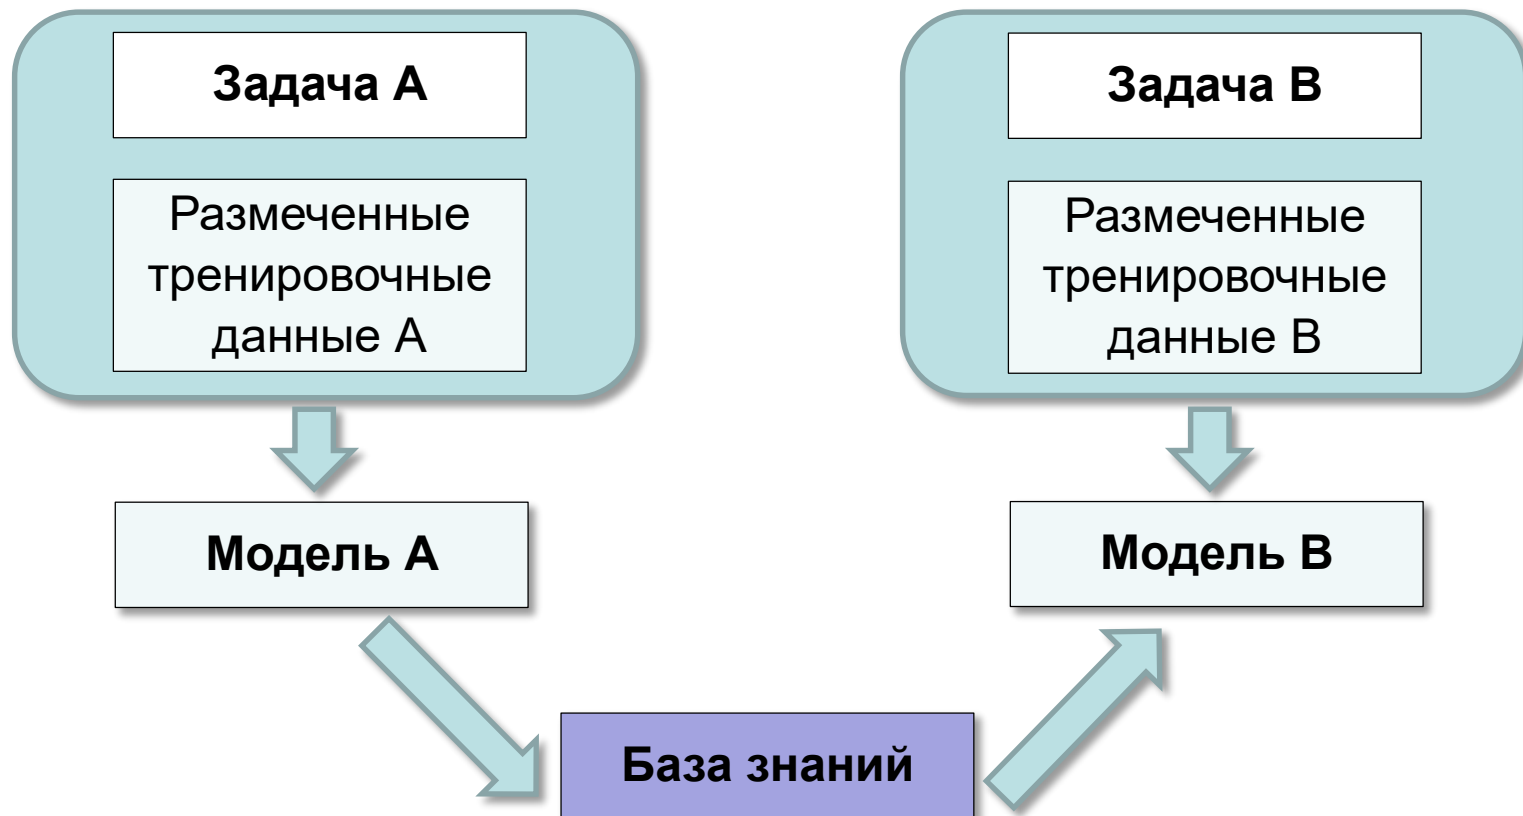 Задача А
Размеченные
тренировочные
данные А
Модель А
Задача B
Размеченные
тренировочные
данные B
Модель B
База знаний